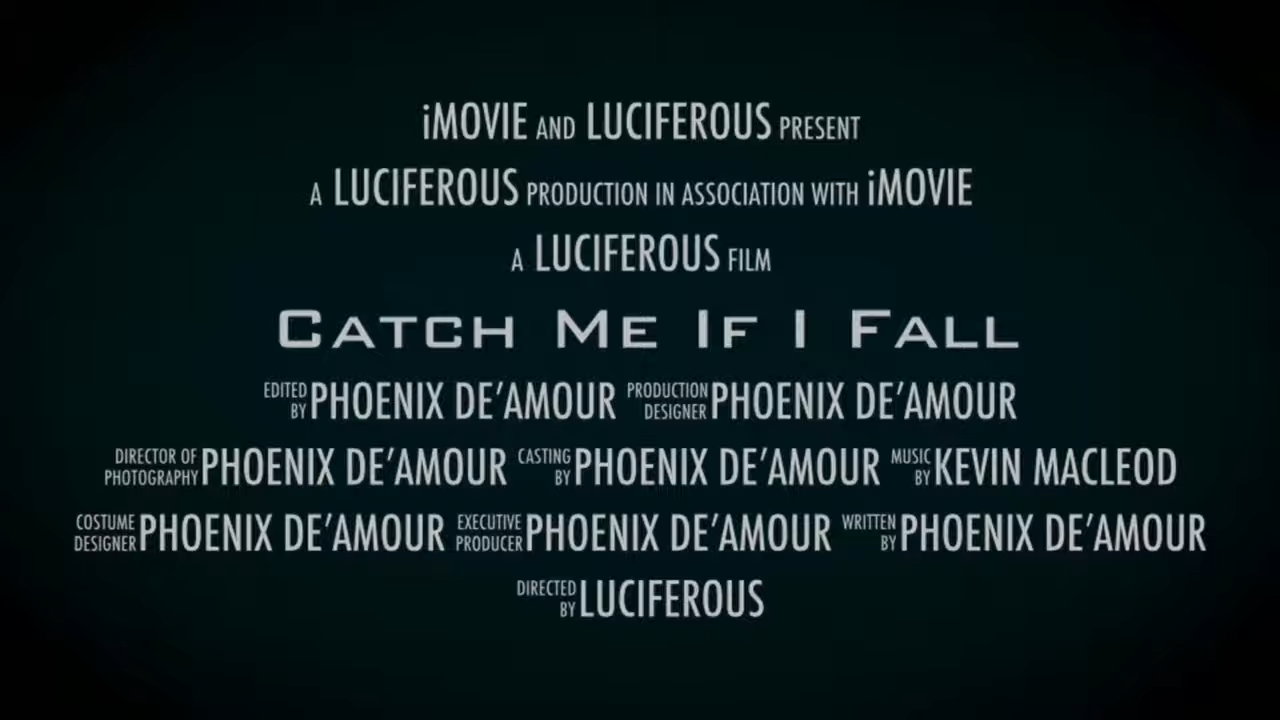 iMOVIE AND LUCIFEROUS PRESENT
A LUCIFEROUS PRODUCTION IN ASSOCIATION WITH iMOVIE
A LUCIFEROUS FILM
CATCH ME IF I FALL
EDITED BY PHOENIX DE'AMOUR PRODUCTION DESIGNER PHOENIX DE'AMOUR
DIRECTOR OF PHOTOGRAPHY PHOENIX DE'AMOUR CASTING BY PHOENIX DE'AMOUR MUSIC BY KEVIN MACLEOD
COSTUME DESIGNER PHOENIX DE'AMOUR EXECUTIVE PRODUCER PHOENIX DE'AMOUR WRITTEN BY PHOENIX DE'AMOUR
DIRECTED BY LUCIFEROUS